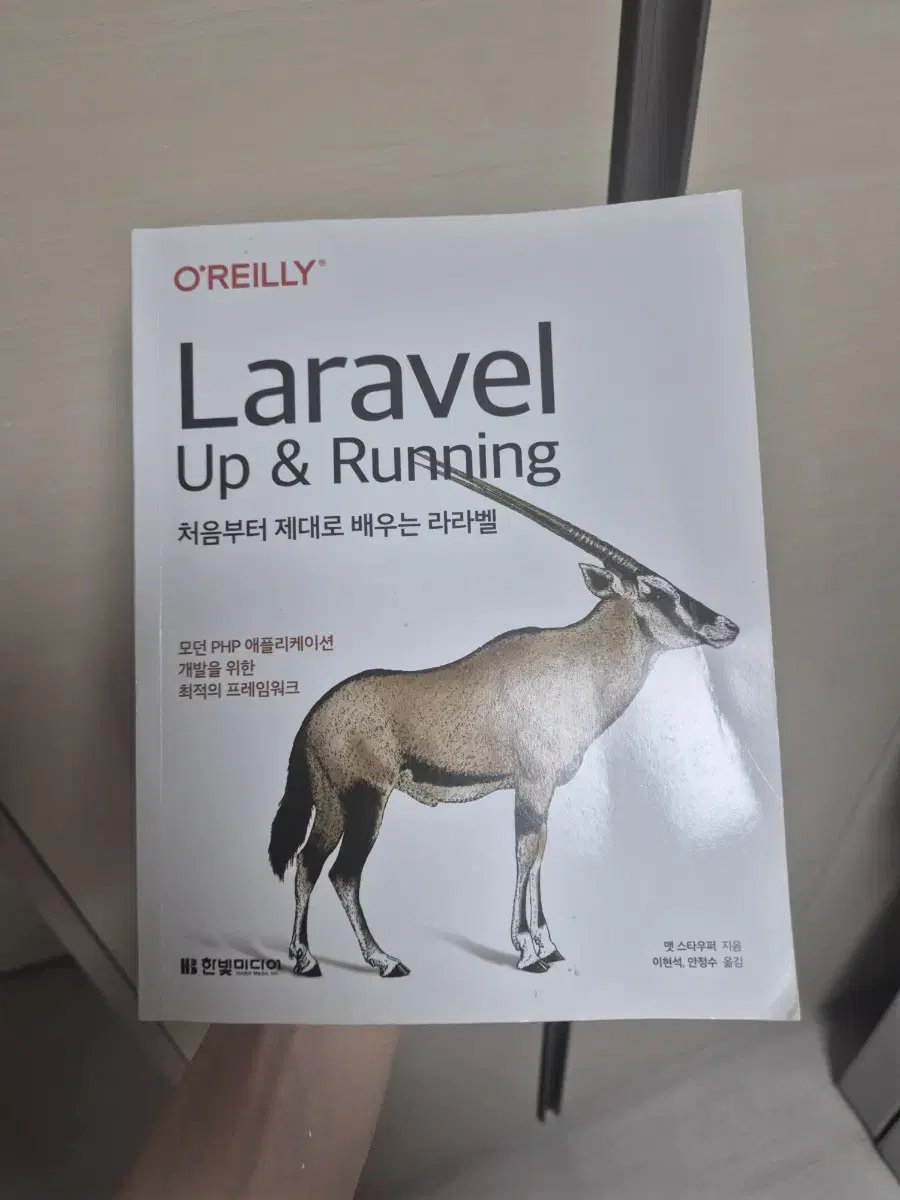 O'REILLY®
Laravel
Up & Running
처음부터 제대로 배우는 라라벨
모던 PHP 애플리케이션
개발을 위한
최적의 프레임워크
맷 스타우퍼 지음
이현석, 안정수 옮김
한빛미디어
Hanbit Media, Inc.